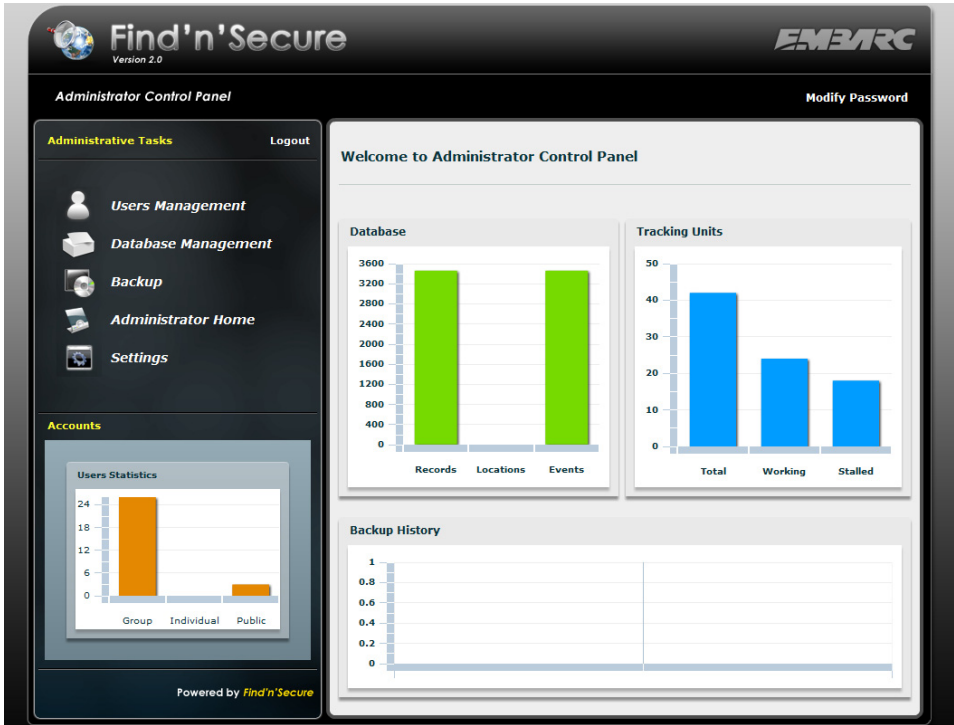 Find'n'Secure
Version 2.0
EMBARC
Administrator Control Panel
Modify Password
Administrative Tasks
Logout
Users Management
Database Management
Backup
Administrator Home
Settings
Accounts
Users Statistics
24
18
12
6
0
Group Individual Public
Powered by Find'n'Secure
Welcome to Administrator Control Panel
Database
3600
3200
2800
2400
2000
1600
1200
800
400
0
Records Locations Events
Tracking Units
50
40
30
20
10
0
Total Working Stalled
Backup History
1
0.8
0.6
0.4
0.2
0